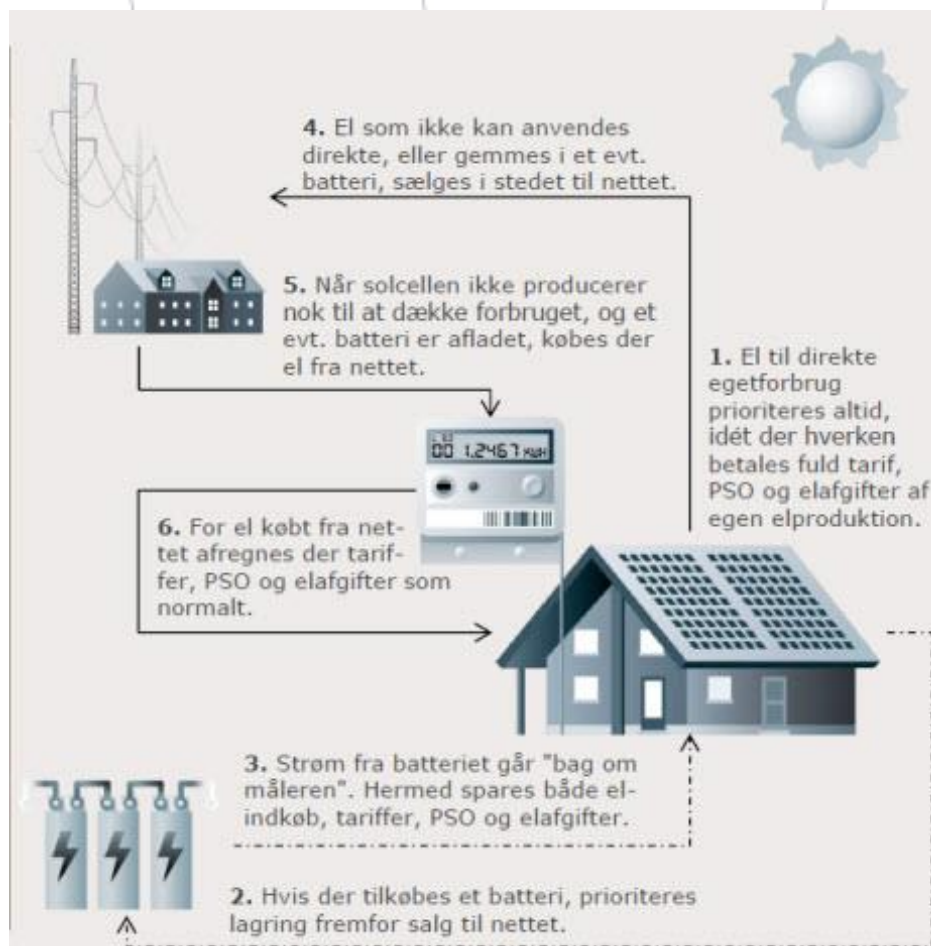 4. El som ikke kan anvendes
direkte, eller gemmes i et evt.
batteri, sælges i stedet til nettet.
5. Når solcellen ikke producerer
nok til at dække forbruget, og et
evt. batteri er afladet, købes der
el fra nettet.
1. El til direkte
egetforbrug
prioriteres altid,
idét der hverken
betales fuld tarif,
PSO og elafgifter af
egen elproduktion.
001.2467 KWH
6. For el købt fra net-
tet afregnes der tarif-
fer, PSO og elafgifter som
normalt.
3. Strøm fra batteriet går "bag om
måleren". Hermed spares både el-
indkøb, tariffer, PSO og elafgifter.
2. Hvis der tilkøbes et batteri, prioriteres
lagring fremfor salg til nettet.